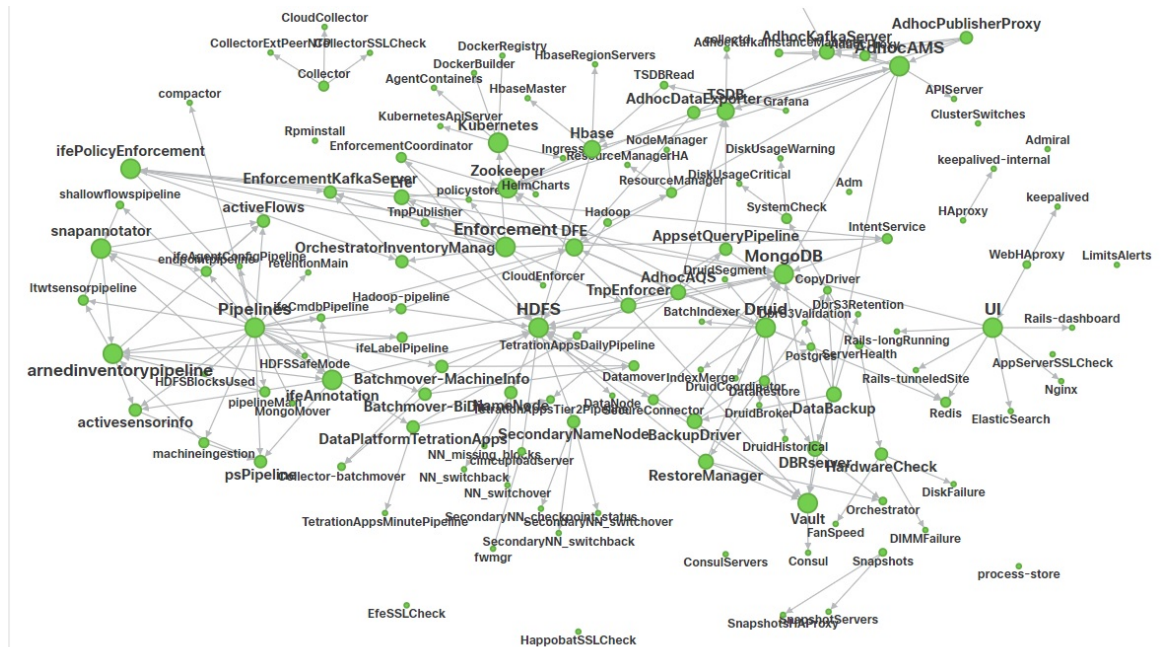 CloudCollector
AdhocPublisherProxy
CollectorSSLCheck
DockerRegistry
HbaseRegionServers
AdhocKafkaServer
AdhocAMS
Collector
DockerBuilder
AgentContainers
TSDBRead
compactor
HbaseMaster
AdhocDataExporter
TSDB
Grafana
APIServer
ClusterSwitches
KubernetesApiServer
Kubernetes
Rpminstall
Hbase
NodeManager
Admiral
ifePolicyEnforcement
EnforcementCoordinator
Ingress
ResourceManagerHA
DiskUsageWarning
keepalived-internal
Zookeeper
DiskUsageCritical
EnforcementKafkaServer
Efe
HelmCharts
ResourceManager
Adm
shallowflowspipeline
policystore
keepalived
activeFlows
TnpPublisher
Hadoop
SystemCheck
HAproxy
snapannotator
Enforcement
DFE
AppsetQueryPipeline
IntentService
OrchestratorInventoryManag
MongoDB
WebHAproxy
LimitsAlerts
ifeAgentConfigPipeline
endpointpipeline
retentionMain
CloudEnforcer
AdhocAQS
DruidSegment
CopyDriver
ltwtsensorpipeline
Hadoop-pipeline
TnpEnforcer
DbrS3Retention
Pipelines
ifeCmdbPipeline
HDFS
BatchIndexer
Druid
DbrS3Validation
UI
Rails-dashboard
TetrationAppsDailyPipeline
Rails-longRunning
ifeLabelPipeline
Postgres
ServerHealth
HDFSSafeMode
AppServerSSLCheck
arnedinventorypipeline
HDFSBlocksUsed
Batchmover-MachineInfo
Datamover
IndexMerge
DruidCoordinator
Rails-tunneledSite
Nginx
pipelineMain
ifeAnnotation
DataRestore
MongoMover
NameNode
DataNode
SecureConnector
DruidBroker
DataBackup
Redis
activesensorinfo
TetrationAppsTier2Pipeline
ElasticSearch
DataPlatformTetrationApps
SecondaryNameNode
BackupDriver
machineingestion
NN_missing_blocks
DruidHistorical
psPipeline
Collector-batchmover
cimcuploadserver
DBRserver
HardwareCheck
NN_switchback
RestoreManager
NN_switchover
DiskFailure
TetrationAppsMinutePipeline
SecondaryNN_checkpoint_status
SecondaryNN_switchover
Vault
Orchestrator
FanSpeed
SecondaryNN_switchback
DIMMFailure
fwmgr
ConsulServers
Consul
Snapshots
process-store
EfeSSLCheck
SnapshotsHAProxy
SnapshotServers
HappobatSSLCheck